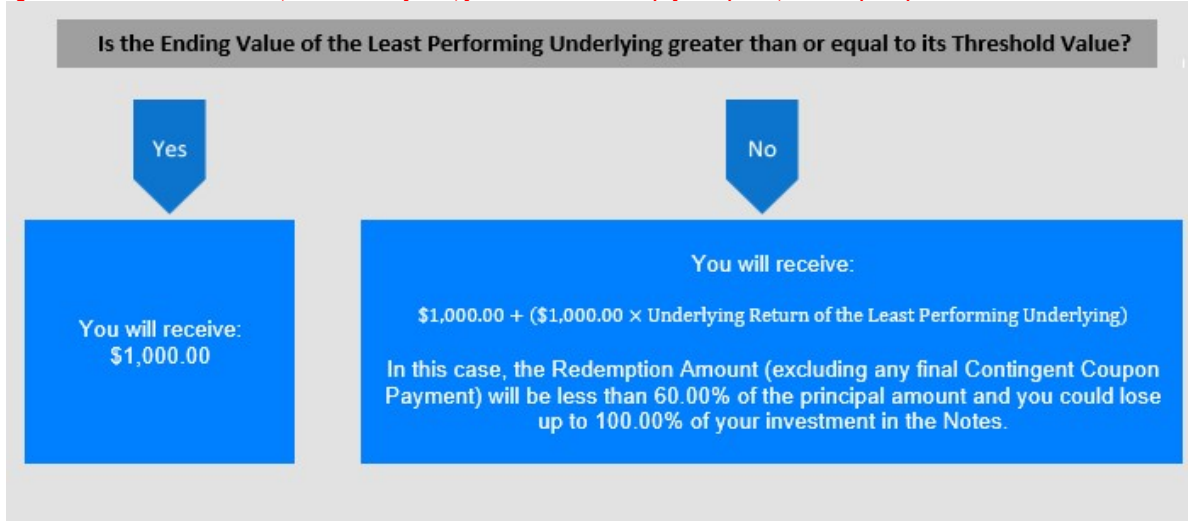 Is the Ending Value of the Least Performing Underlying greater than or equal to its Threshold Value?
Yes
No
You will receive:
$1,000.00
You will receive:
$1,000.00 + ($1,000.00 × Underlying Return of the Least Performing Underlying)
In this case, the Redemption Amount (excluding any final Contingent Coupon
Payment) will be less than 60.00% of the principal amount and you could lose
up to 100.00% of your investment in the Notes.